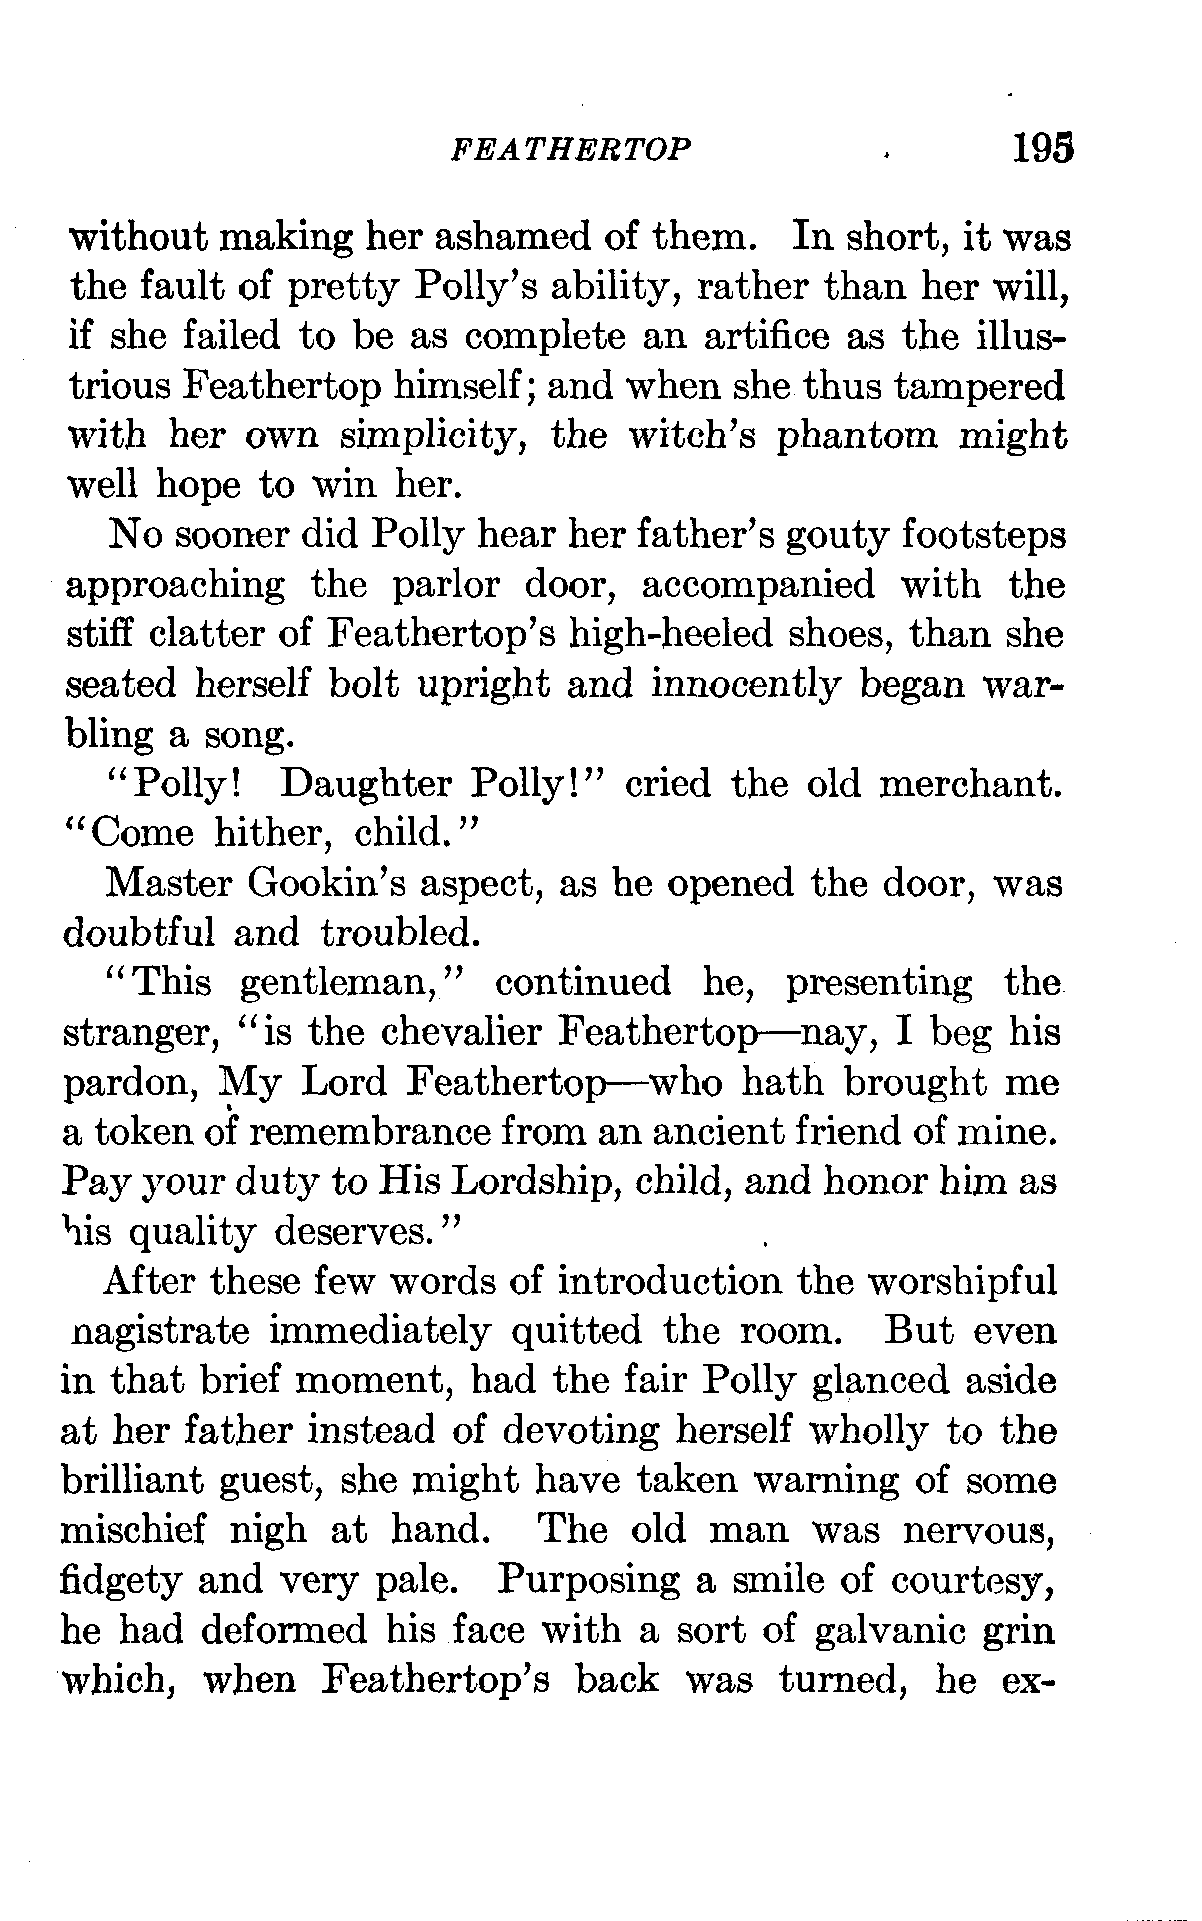 FEATHERTOP 195
without making her ashamed of them. In short, it was
the fault of pretty Polly's ability, rather than her will,
if she failed to be as complete an artifice as the illus-
trious Feathertop himself; and when she thus tampered
with her own simplicity, the witch's phantom might
well hope to win her.
No sooner did Polly hear her father's gouty footsteps
approaching the parlor door, accompanied with the
stiff clatter of Feathertop's high-heeled shoes, than she
seated herself bolt upright and innocently began war-
bling a song.
"Polly! Daughter Polly!" cried the old merchant.
"Come hither, child."
Master Gookin's aspect, as he opened the door, was
doubtful and troubled.
"This gentleman," continued he, presenting the
stranger, "is the chevalier Feathertop—nay, I beg his
pardon, My Lord Feathertop—who hath brought me
a token of remembrance from an ancient friend of mine.
Pay your duty to His Lordship, child, and honor him as
his quality deserves."
After these few words of introduction the worshipful
magistrate immediately quitted the room. But even
in that brief moment, had the fair Polly glanced aside
at her father instead of devoting herself wholly to the
brilliant guest, she might have taken warning of some
mischief nigh at hand. The old man was nervous,
fidgety and very pale. Purposing a smile of courtesy,
he had deformed his face with a sort of galvanic grin
which, when Feathertop's back was turned, he ex-